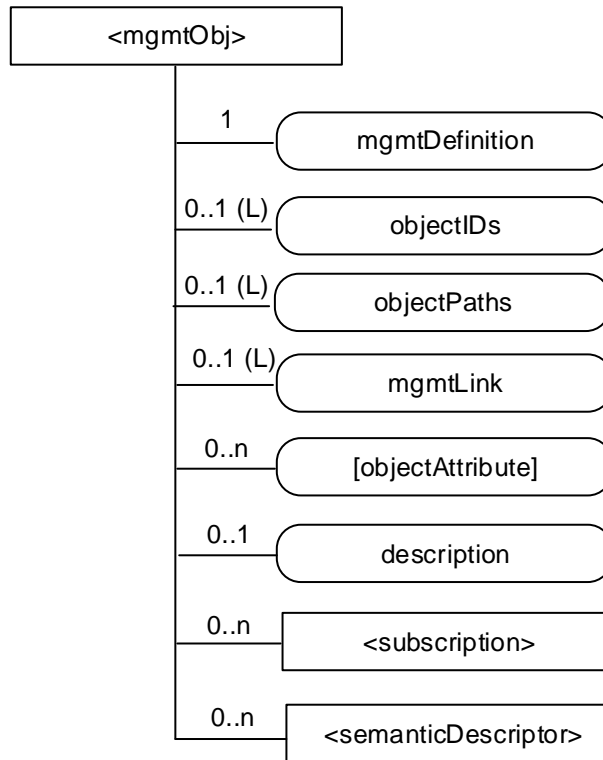 <mgmtObj>
1
mgmtDefinition
0..1 (L)
objectIDs
0..1 (L)
objectPaths
0..1 (L)
mgmtLink
0..n
[objectAttribute]
0..1
description
0..n
<subscription>
0..n
<semanticDescriptor>